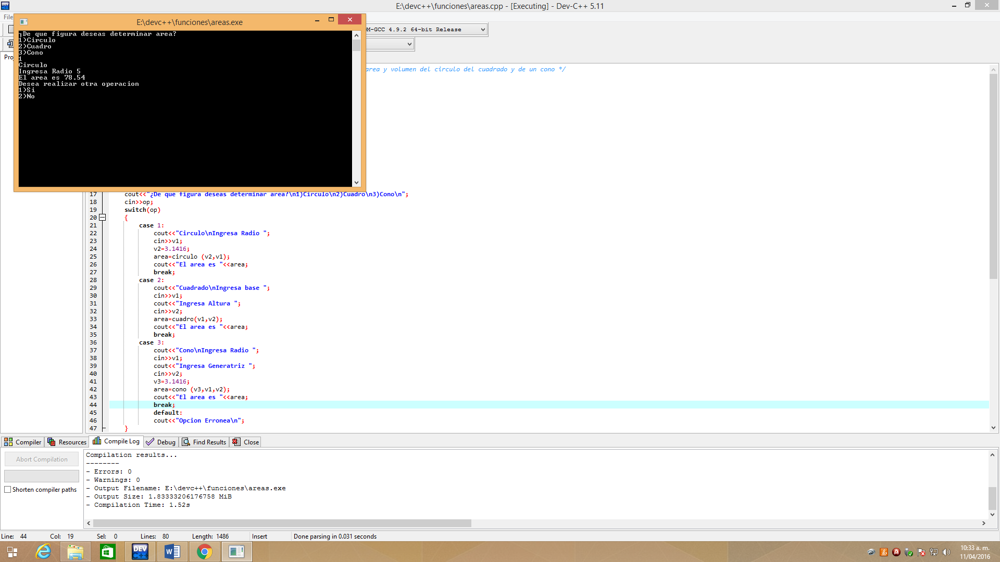 E:\devc++\funciones\areas.cpp - [Executing] - Dev-C++ 5.11
File
E:\devc++\funciones\areas.exe
M-GCC 4.9.2 64-bit Release
┐De que figura deseas determinar area?
1)Circulo
2)Cuadro
3)Cono
1
Circulo
Ingresa Radio 5
El area es 78.54
Desea realizar otra operacion
1)Si
2)No
area y volumen del circulo del cuadrado y de un cono */
17 cout<<"¿De que figura deseas determinar area?\n1)Circulo\n2)Cuadro\n3)Cono\n";
18 cin>>op;
19 switch(op)
20 {
21 case 1:
22 cout<<"Circulo\nIngresa Radio ";
23 cin>>v1;
24 v2=3.1416;
25 area=circulo (v2,v1);
26 cout<<"El area es "<<area;
27 break;
28 case 2:
29 cout<<"Cuadrado\nIngresa base ";
30 cin>>v1;
31 cout<<"Ingresa Altura ";
32 cin>>v2;
33 area=cuadro(v1,v2);
34 cout<<"El area es "<<area;
35 break;
36 case 3:
37 cout<<"Cono\nIngresa Radio ";
38 cin>>v1;
39 cout<<"Ingresa Generatriz ";
40 cin>>v2;
41 v3=3.1416;
42 area=cono (v3,v1,v2);
43 cout<<"El area es "<<area;
44 break;
45 default:
46 cout<<"Opcion Erronea\n";
47 }
Compiler Resources Compile Log Debug Find Results Close
Abort Compilation
Shorten compiler paths
Compilation results...
--------
- Errors: 0
- Warnings: 0
- Output Filename: E:\devc++\funciones\areas.exe
- Output Size: 1.83333206176758 MiB
- Compilation Time: 1.52s
Line: 44 Col: 19 Sel: 0 Lines: 80 Length: 1486 Insert Done parsing in 0.031 seconds
10:33 a. m.
11/04/2016